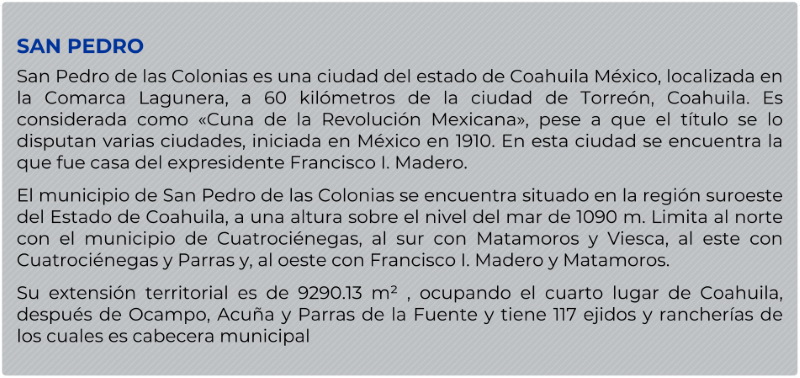 SAN PEDRO
San Pedro de las Colonias es una ciudad del estado de Coahuila México, localizada en
la Comarca Lagunera, a 60 kilómetros de la ciudad de Torreón, Coahuila. Es
considerada como «Cuna de la Revolución Mexicana», pese a que el título se lo
disputan varias ciudades, iniciada en México en 1910. En esta ciudad se encuentra la
que fue casa del expresidente Francisco I. Madero.
El municipio de San Pedro de las Colonias se encuentra situado en la región suroeste
del Estado de Coahuila, a una altura sobre el nivel del mar de 1090 m. Limita al norte
con el municipio de Cuatrociénegas, al sur con Matamoros y Viesca, al este con
Cuatrociénegas y Parras y, al oeste con Francisco I. Madero y Matamoros.
Su extensión territorial es de 9290.13 m² , ocupando el cuarto lugar de Coahuila,
después de Ocampo, Acuña y Parras de la Fuente y tiene 117 ejidos y rancherías de
los cuales es cabecera municipal